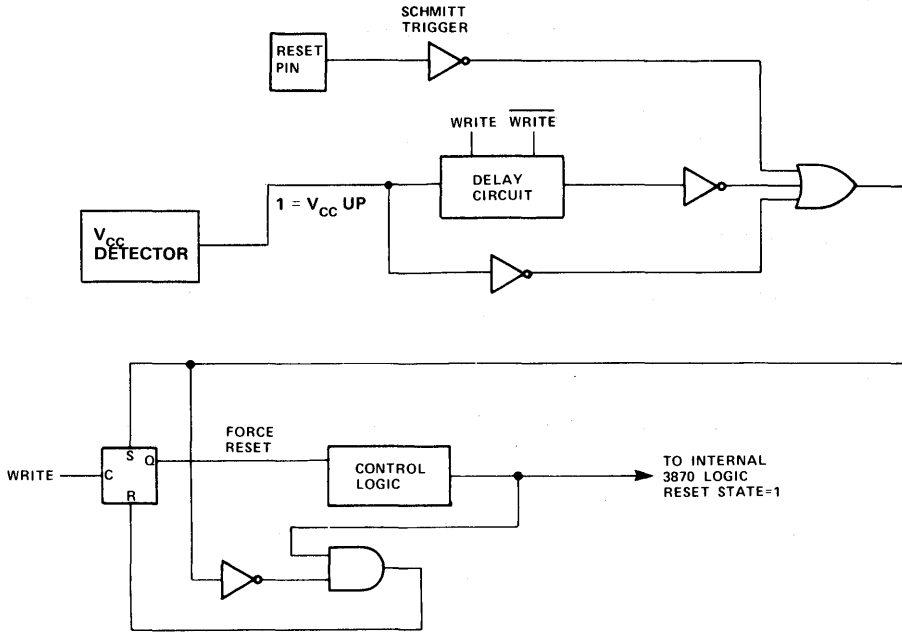 SCHMITT
TRIGGER
RESET
PIN
WRITE
WRITE
DELAY
CIRCUIT
1 = VCC UP
VCC
DETECTOR
FORCE
RESET
S
Q
WRITE
C
R
CONTROL
LOGIC
TO INTERNAL
3870 LOGIC
RESET STATE=1